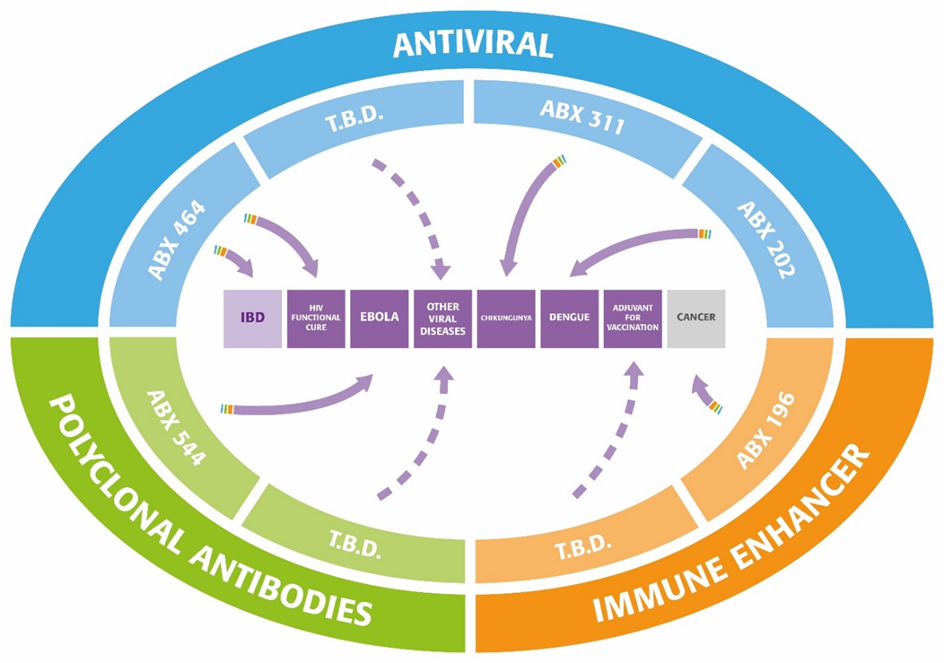 ANTIVIRAL
T.B.D.
ABX 311
ABX 464
ABX 202
IBD
HIV
FUNCTIONAL
CURE
EBOLA
OTHER
VIRAL
DISEASES
CHIKUNGUNYA
DENGUE
ADJUVANT
FOR
VACCINATION
CANCER
ABX 544
ABX 196
T.B.D.
T.B.D.
POLYCLONAL ANTIBODIES
IMMUNE ENHANCER